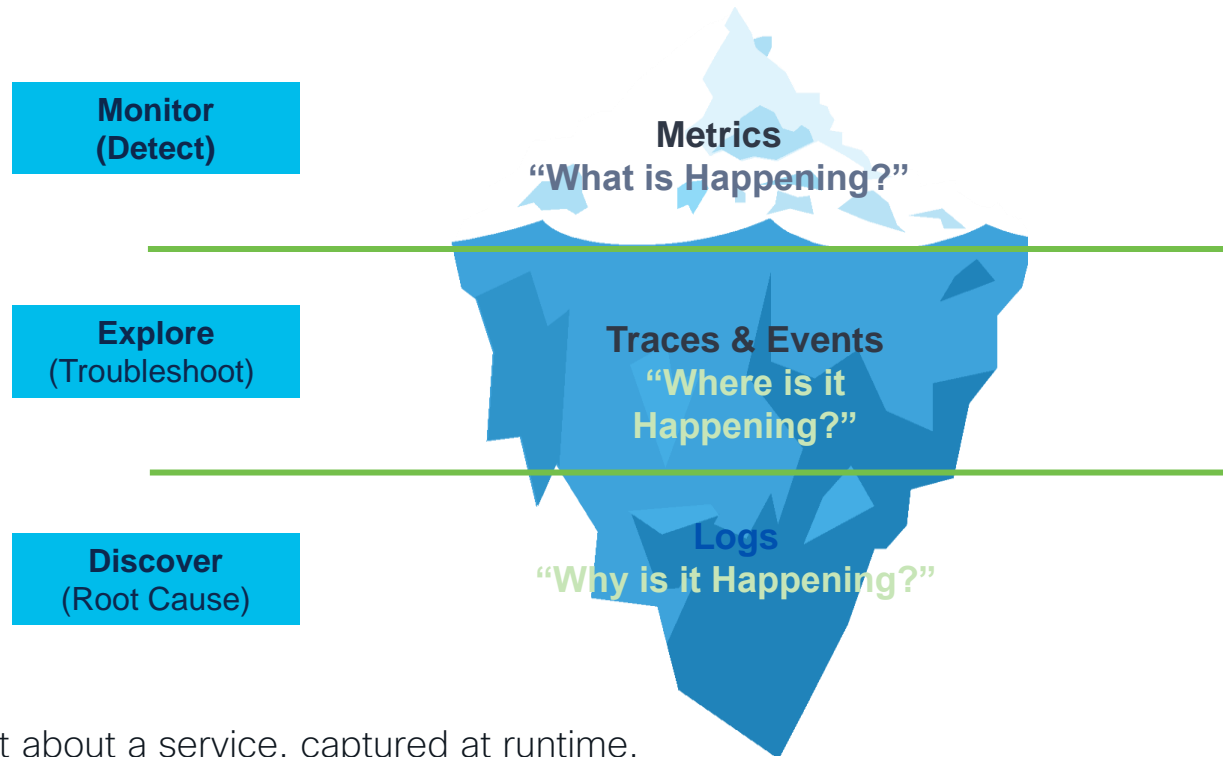 Monitor
(Detect)
Metrics
“What is Happening?”
Explore
(Troubleshoot)
Traces & Events
“Where is it
Happening?”
Discover
(Root Cause)
Logs
“Why is it Happening?”
t about a service, captured at runtime.